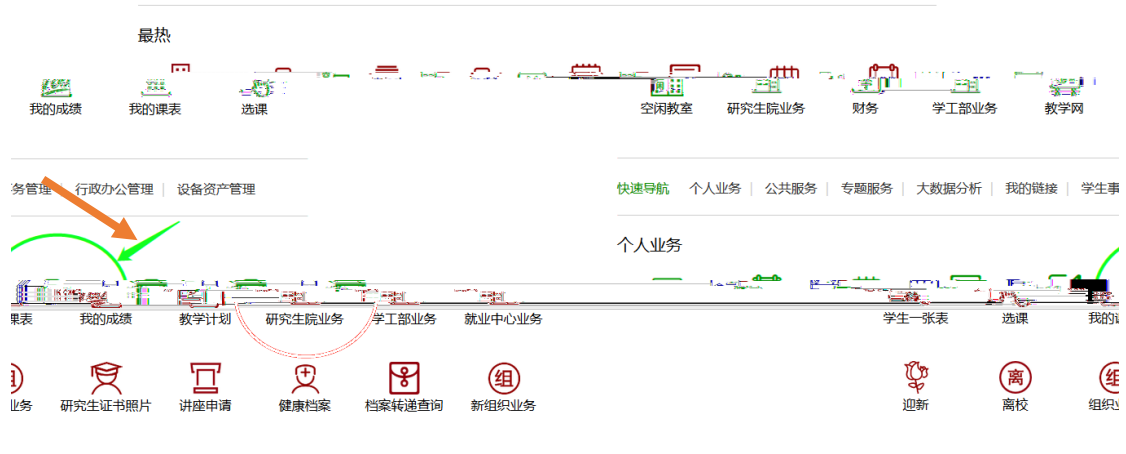 最热
我的成绩 我的课表 选课 空闲教室 研究生院业务 财务 学工部业务 教学网
务管理 | 行政办公管理 | 设备资产管理 快速导航 个人业务 | 公共服务 | 专题服务 | 大数据分析 | 我的链接 | 学生事
个人业务
课表 我的成绩 教学计划 研究生院业务 学工部业务 就业中心业务 学生一张表 选课 我的
组 离 组
业务 研究生证书照片 讲座申请 健康档案 档案转递查询 新组织业务 迎新 离校 组织